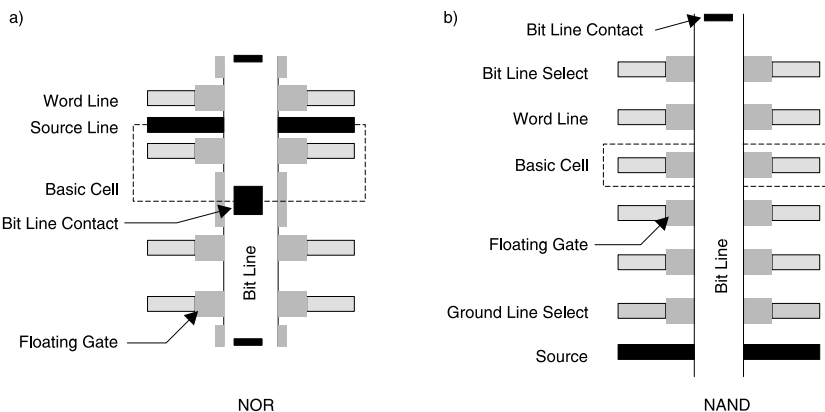 a)
Word Line
Source Line
Basic Cell
Bit Line Contact
Bit Line
Floating Gate
NOR
b)
Bit Line Contact
Bit Line Select
Word Line
Basic Cell
Floating Gate
Bit Line
Ground Line Select
Source
NAND